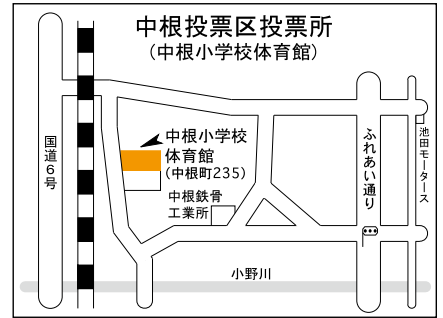 中根投票区投票所
(中根小学校体育館)
国道6号
中根小学校
体育館
(中根町235)
中根鉄骨
工業所
ふれあい通り
池田モータース
小野川